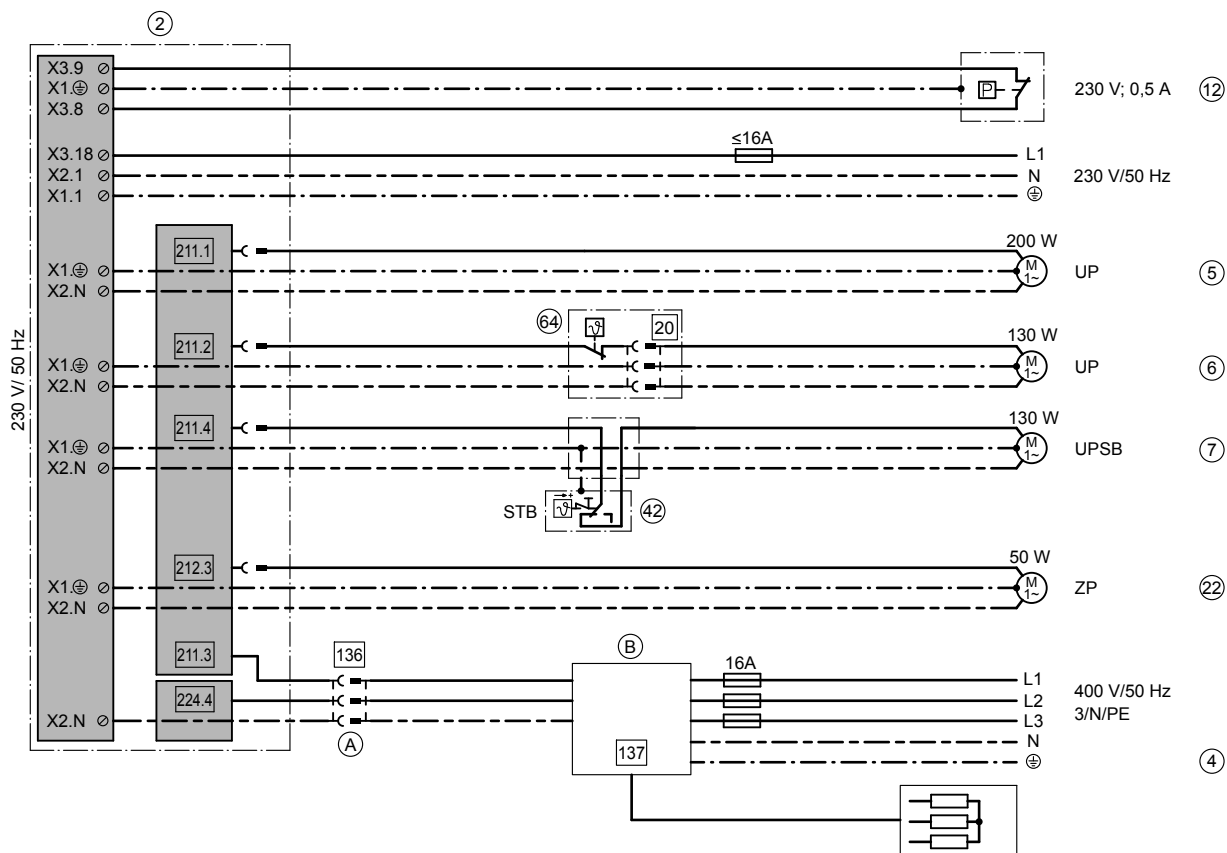 2
X3.9
X1.
X3.8
P
230 V; 0,5 A
12
X3.18
≤16A
L1
X2.1
N
230 V/50 Hz
X1.1
230 V/ 50 Hz
211.1
200 W
X1.
M
1~
UP
5
X2.N
64
20
211.2
ϑ
130 W
X1.
M
1~
UP
6
X2.N
211.4
130 W
X1.
M
1~
UPSB
7
X2.N
STB
ϑ
42
212.3
50 W
X1.
M
1~
ZP
22
X2.N
211.3
136
B
16A
L1
400 V/50 Hz
224.4
L2
3/N/PE
X2.N
L3
A
137
N
4